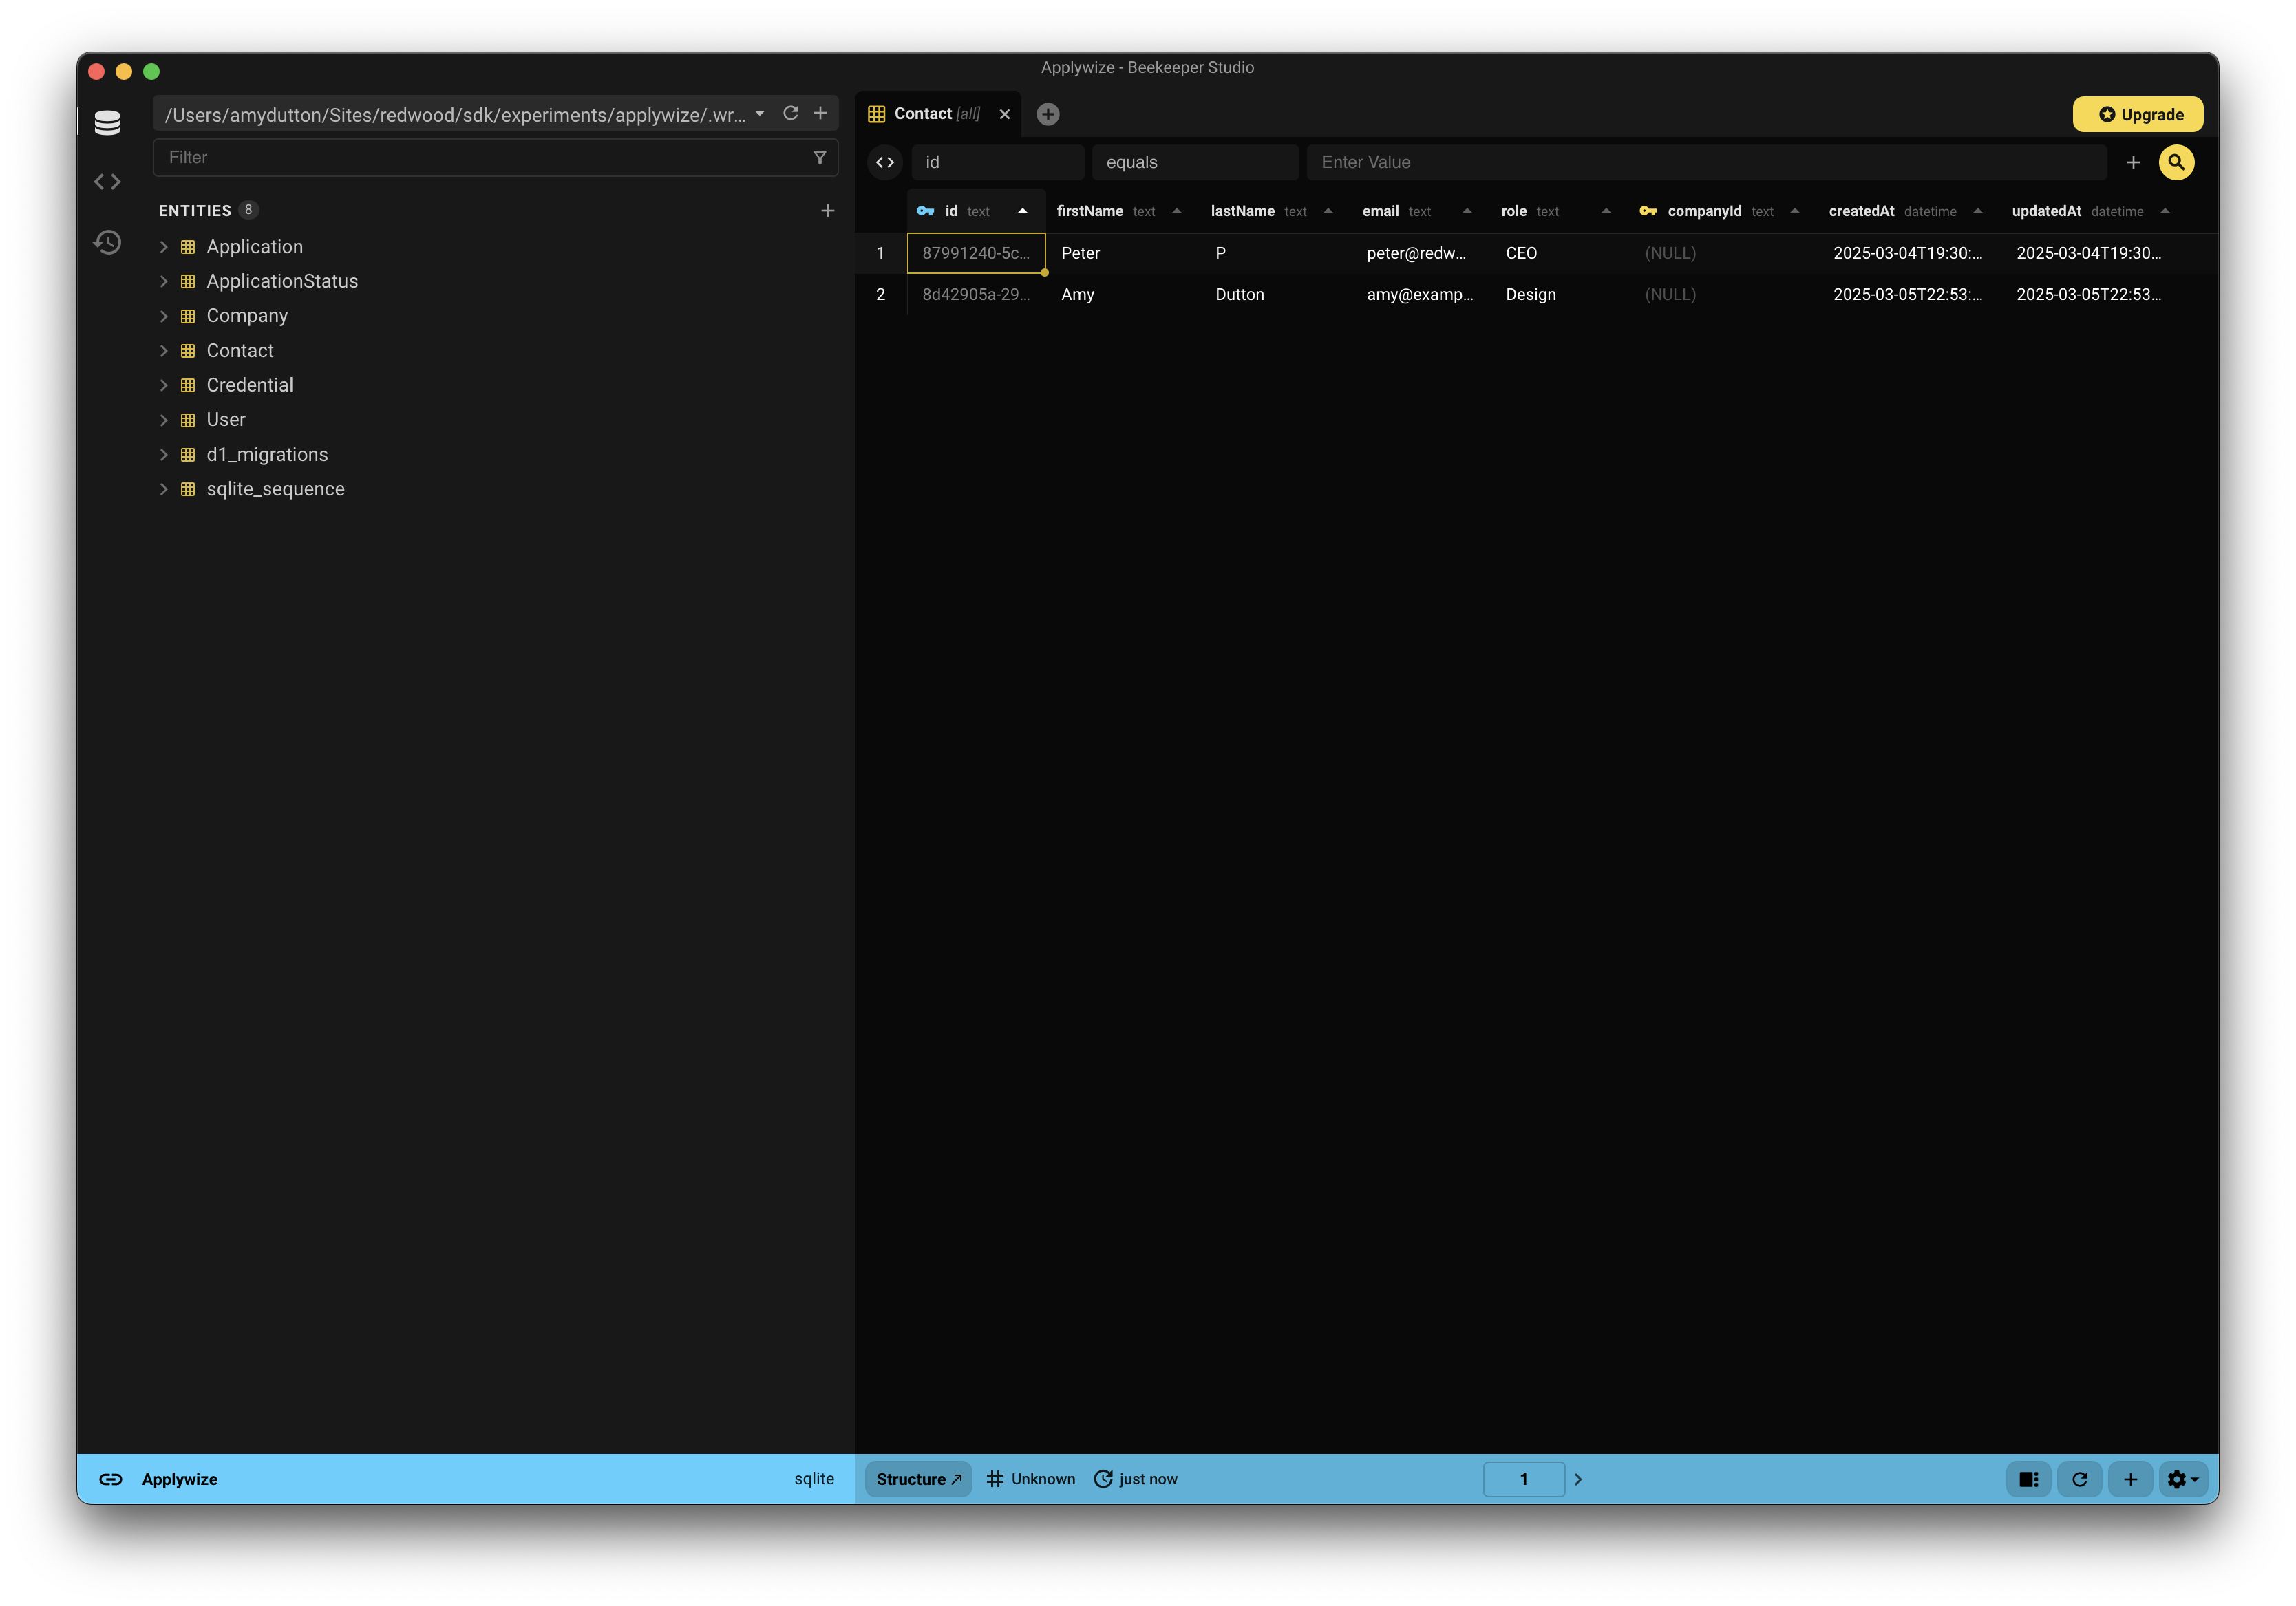 Applywize - Beekeeper Studio
/Users/amydutton/Sites/redwood/sdk/experiments/applywize/.wr...
Filter
ENTITIES 8
Application
ApplicationStatus
Company
Contact
Credential
User
d1_migrations
sqlite_sequence
Contact [all]
Upgrade
id equals Enter Value
id text firstName text lastName text email text role text companyId text createdAt datetime updatedAt datetime
1 87991240-5c... Peter P peter@redw... CEO (NULL) 2025-03-04T19:30:... 2025-03-04T19:30...
2 8d42905a-29... Amy Dutton amy@examp... Design (NULL) 2025-03-05T22:53:... 2025-03-05T22:53...
Applywize sqlite Structure Unknown just now 1